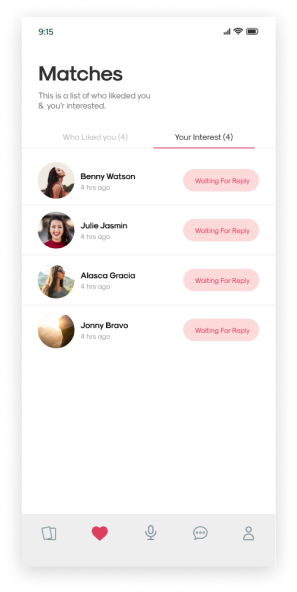 9:15
Matches
This is a list of who likeded you
& you'r interested.
Who Liked you (4)
Your Interest (4)
Benny Watson
4 hrs ago
Waiting For Reply
Julie Jasmin
4 hrs ago
Waiting For Reply
Alasca Gracia
4 hrs ago
Waiting For Reply
Jonny Bravo
4 hrs ago
Waiting For Reply